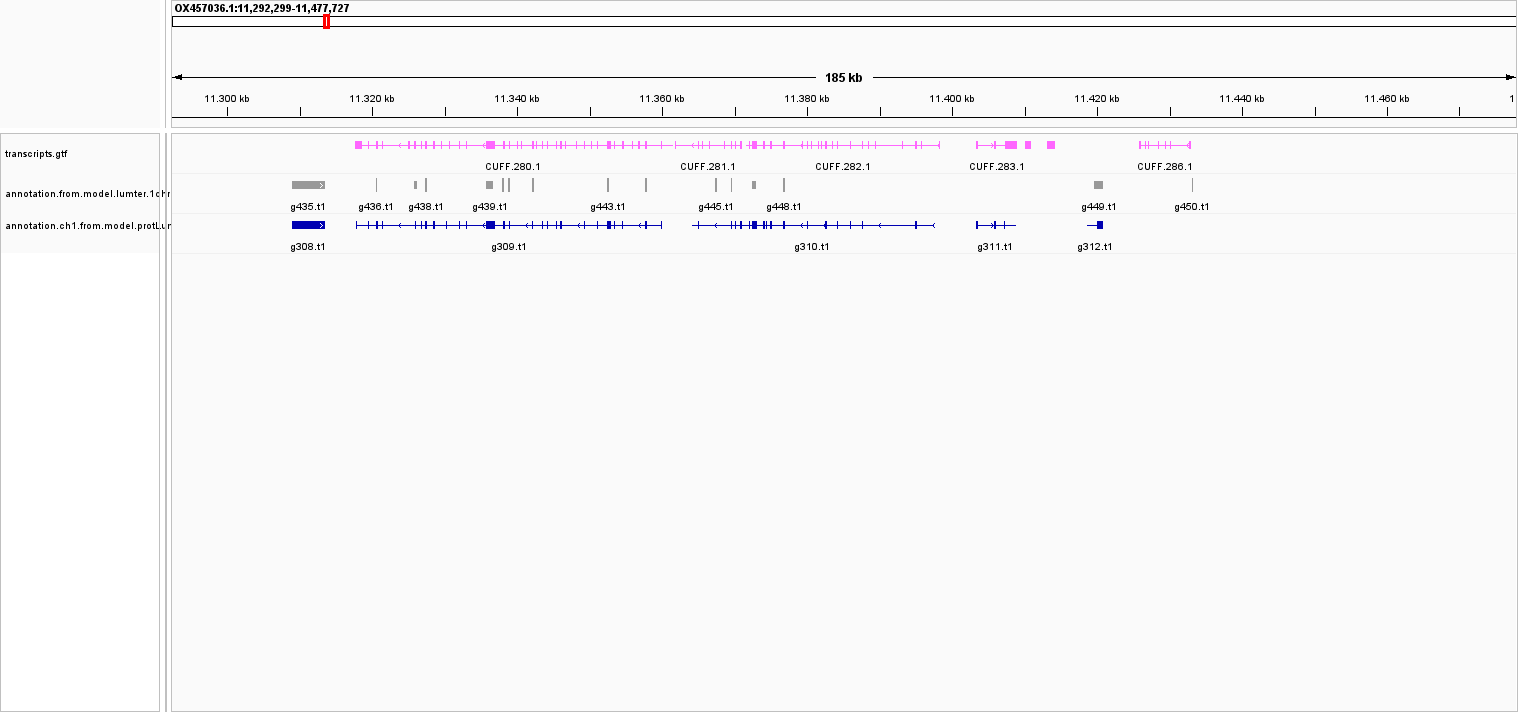 OX457036.1:11,292,299-11,477,727
185 kb
11.300 kb 11.320 kb 11.340 kb 11.360 kb 11.380 kb 11.400 kb 11.420 kb 11.440 kb 11.460 kb 1
transcripts.gtf
CUFF.280.1 CUFF.281.1 CUFF.282.1 CUFF.283.1 CUFF.286.1
annotation.from.model.lumter.1chr
g435.t1 g436.t1 g438.t1 g439.t1 g443.t1 g445.t1 g448.t1 g449.t1 g450.t1
annotation.ch1.from.model.protLum
g308.t1 g309.t1 g310.t1 g311.t1 g312.t1